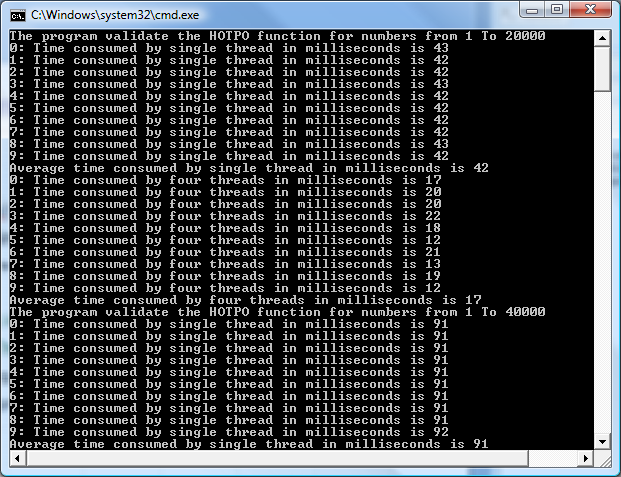 C:\Windows\system32\cmd.exe
The program validate the HOTPO function for numbers from 1 To 20000
0: Time consumed by single thread in milliseconds is 43
1: Time consumed by single thread in milliseconds is 42
2: Time consumed by single thread in milliseconds is 42
3: Time consumed by single thread in milliseconds is 43
4: Time consumed by single thread in milliseconds is 42
5: Time consumed by single thread in milliseconds is 42
6: Time consumed by single thread in milliseconds is 42
7: Time consumed by single thread in milliseconds is 42
8: Time consumed by single thread in milliseconds is 43
9: Time consumed by single thread in milliseconds is 42
Average time consumed by single thread in milliseconds is 42
0: Time consumed by four threads in milliseconds is 17
1: Time consumed by four threads in milliseconds is 20
2: Time consumed by four threads in milliseconds is 20
3: Time consumed by four threads in milliseconds is 22
4: Time consumed by four threads in milliseconds is 18
5: Time consumed by four threads in milliseconds is 12
6: Time consumed by four threads in milliseconds is 21
7: Time consumed by four threads in milliseconds is 13
8: Time consumed by four threads in milliseconds is 19
9: Time consumed by four threads in milliseconds is 12
Average time consumed by four threads in milliseconds is 17
The program validate the HOTPO function for numbers from 1 To 40000
0: Time consumed by single thread in milliseconds is 91
1: Time consumed by single thread in milliseconds is 91
2: Time consumed by single thread in milliseconds is 91
3: Time consumed by single thread in milliseconds is 91
4: Time consumed by single thread in milliseconds is 91
5: Time consumed by single thread in milliseconds is 91
6: Time consumed by single thread in milliseconds is 91
7: Time consumed by single thread in milliseconds is 91
8: Time consumed by single thread in milliseconds is 91
9: Time consumed by single thread in milliseconds is 92
Average time consumed by single thread in milliseconds is 91